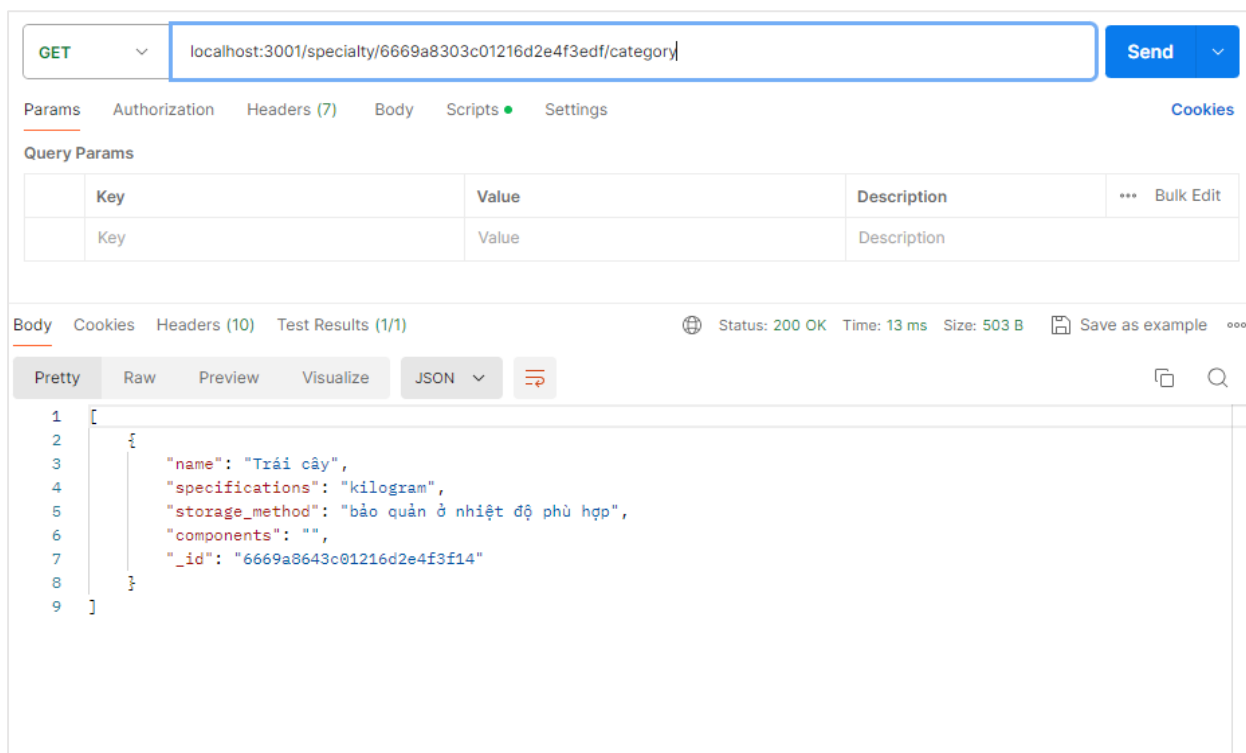 GET localhost:3001/specialty/6669a8303c01216d2e4f3edf/category Send
Params Authorization Headers (7) Body Scripts Settings Cookies
Query Params
Key Value Description ••• Bulk Edit
Key Value Description
Body Cookies Headers (10) Test Results (1/1) Status: 200 OK Time: 13 ms Size: 503 B Save as example
Pretty Raw Preview Visualize JSON
1 [
2 {
3 "name": "Trái cây",
4 "specifications": "kilogram",
5 "storage_method": "bảo quản ở nhiệt độ phù hợp",
6 "components": "",
7 "_id": "6669a8643c01216d2e4f3f14"
8 }
9 ]